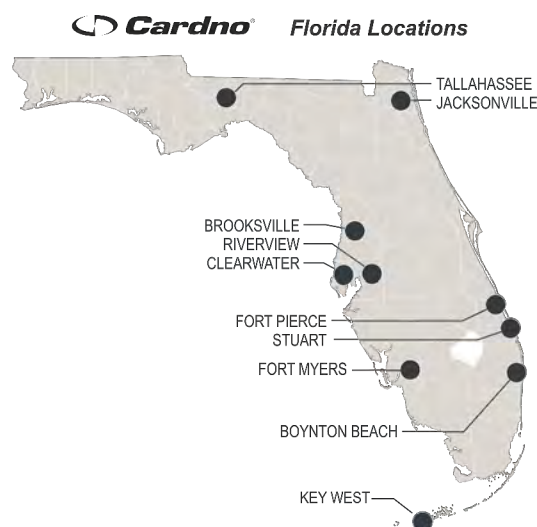 Cardno® Florida Locations
TALLAHASSEE
JACKSONVILLE
BROOKSVILLE
RIVERVIEW
CLEARWATER
FORT PIERCE
STUART
FORT MYERS
BOYNTON BEACH
KEY WEST